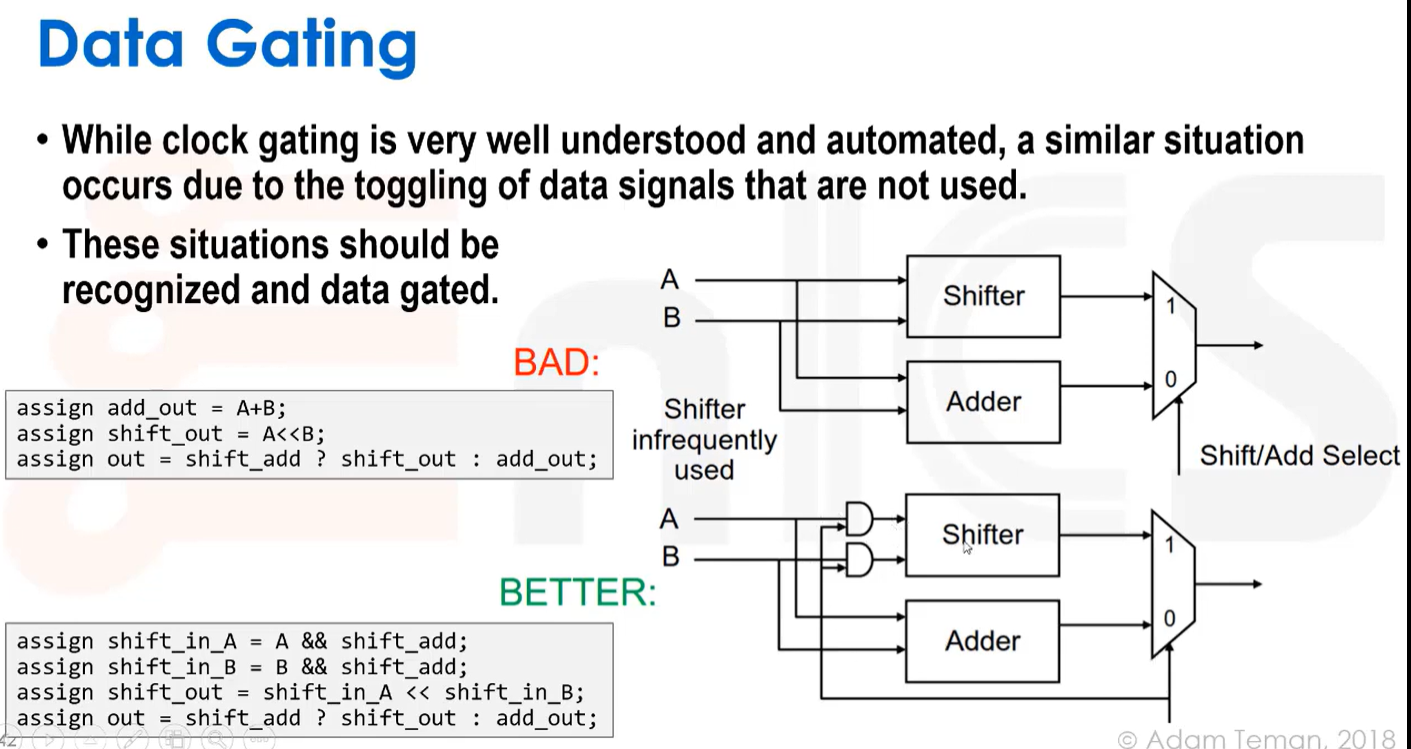 Data Gating
• While clock gating is very well understood and automated, a similar situation
occurs due to the toggling of data signals that are not used.
• These situations should be
recognized and data gated.
BAD:
assign add_out = A+B;
assign shift_out = A<<B;
assign out = shift_add ? shift_out : add_out;
A
B
Shifter
Adder
1
0
Shifter
infrequently
used
Shift/Add Select
BETTER:
assign shift_in_A = A && shift_add;
assign shift_in_B = B && shift_add;
assign shift_out = shift_in_A << shift_in_B;
assign out = shift_add ? shift_out : add_out;
A
B
Shifter
Adder
1
0
42
© Adam Teman, 2018
EnICS